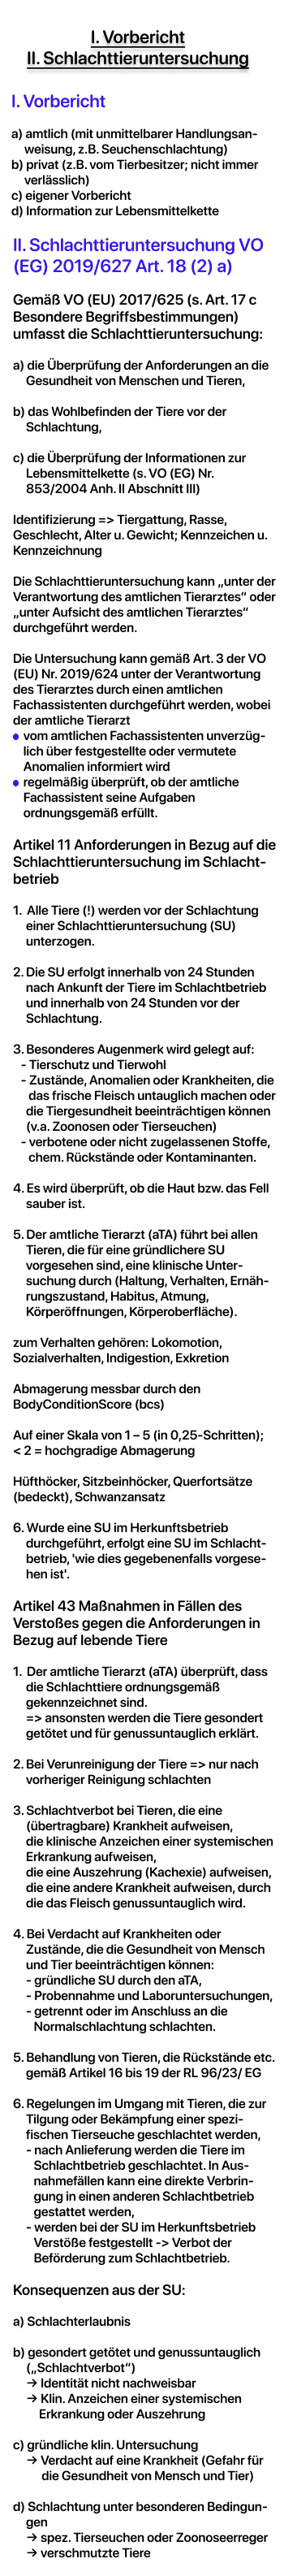 I. Vorbericht
II. Schlachttieruntersuchung
I. Vorbericht
a) amtlich (mit unmittelbarer Handlungsan-
weisung, z.B. Seuchenschlachtung)
b) privat (z.B. vom Tierbesitzer; nicht immer
verlässlich)
c) eigener Vorbericht
d) Information zur Lebensmittelkette
II. Schlachttieruntersuchung VO
(EG) 2019/627 Art. 18 (2) a)
Gemäß VO (EU) 2017/625 (s. Art. 17 c
Besondere Begriffsbestimmungen)
umfasst die Schlachttieruntersuchung:
a) die Überprüfung der Anforderungen an die
Gesundheit von Menschen und Tieren,
b) das Wohlbefinden der Tiere vor der
Schlachtung,
c) die Überprüfung der Informationen zur
Lebensmittelkette (s. VO (EG) Nr.
853/2004 Anh. II Abschnitt III)
Identifizierung => Tiergattung, Rasse,
Geschlecht, Alter u. Gewicht; Kennzeichen u.
Kennzeichnung
Die Schlachttieruntersuchung kann „unter der
Verantwortung des amtlichen Tierarztes“ oder
„unter Aufsicht des amtlichen Tierarztes“
durchgeführt werden.
Die Untersuchung kann gemäß Art. 3 der VO
(EU) Nr. 2019/624 unter der Verantwortung
des Tierarztes durch einen amtlichen
Fachassistenten durchgeführt werden, wobei
der amtliche Tierarzt
● vom amtlichen Fachassistenten unverzüg-
lich über festgestellte oder vermutete
Anomalien informiert wird
● regelmäßig überprüft, ob der amtliche
Fachassistent seine Aufgaben
ordnungsgemäß erfüllt.
Artikel 11 Anforderungen in Bezug auf die
Schlachttieruntersuchung im Schlacht-
betrieb
1. Alle Tiere (!) werden vor der Schlachtung
einer Schlachttieruntersuchung (SU)
unterzogen.
2. Die SU erfolgt innerhalb von 24 Stunden
nach Ankunft der Tiere im Schlachtbetrieb
und innerhalb von 24 Stunden vor der
Schlachtung.
3. Besonderes Augenmerk wird gelegt auf:
- Tierschutz und Tierwohl
- Zustände, Anomalien oder Krankheiten, die
das frische Fleisch untauglich machen oder
die Tiergesundheit beeinträchtigen können
(v.a. Zoonosen oder Tierseuchen)
- verbotene oder nicht zugelassenen Stoffe,
chem. Rückstände oder Kontaminanten.
4. Es wird überprüft, ob die Haut bzw. das Fell
sauber ist.
5. Der amtliche Tierarzt (aTA) führt bei allen
Tieren, die für eine gründlichere SU
vorgesehen sind, eine klinische Unter-
suchung durch (Haltung, Verhalten, Ernäh-
rungszustand, Habitus, Atmung,
Körperöffnungen, Körperoberfläche).
zum Verhalten gehören: Lokomotion,
Sozialverhalten, Indigestion, Exkretion
Abmagerung messbar durch den
BodyConditionScore (bcs)
Auf einer Skala von 1 – 5 (in 0,25-Schritten);
< 2 = hochgradige Abmagerung
Hüfthöcker, Sitzbeinhöcker, Querfortsätze
(bedeckt), Schwanzansatz
6. Wurde eine SU im Herkunftsbetrieb
durchgeführt, erfolgt eine SU im Schlacht-
betrieb, 'wie dies gegebenenfalls vorgese-
hen ist'.
Artikel 43 Maßnahmen in Fällen des
Verstoßes gegen die Anforderungen in
Bezug auf lebende Tiere
1. Der amtliche Tierarzt (aTA) überprüft, dass
die Schlachttiere ordnungsgemäß
gekennzeichnet sind.
=> ansonsten werden die Tiere gesondert
getötet und für genussuntauglich erklärt.
2. Bei Verunreinigung der Tiere => nur nach
vorheriger Reinigung schlachten
3. Schlachtverbot bei Tieren, die eine
(übertragbare) Krankheit aufweisen,
die klinische Anzeichen einer systemischen
Erkrankung aufweisen,
die eine Auszehrung (Kachexie) aufweisen,
die eine andere Krankheit aufweisen, durch
die das Fleisch genussuntauglich wird.
4. Bei Verdacht auf Krankheiten oder
Zustände, die die Gesundheit von Mensch
und Tier beeinträchtigen können:
- gründliche SU durch den aTA,
- Probennahme und Laboruntersuchungen,
- getrennt oder im Anschluss an die
Normalschlachtung schlachten.
5. Behandlung von Tieren, die Rückstände etc.
gemäß Artikel 16 bis 19 der RL 96/23/ EG
6. Regelungen im Umgang mit Tieren, die zur
Tilgung oder Bekämpfung einer spezi-
fischen Tierseuche geschlachtet werden,
- nach Anlieferung werden die Tiere im
Schlachtbetrieb geschlachtet. In Aus-
nahmefällen kann eine direkte Verbrin-
gung in einen anderen Schlachtbetrieb
gestattet werden,
- werden bei der SU im Herkunftsbetrieb
Verstöße festgestellt -> Verbot der
Beförderung zum Schlachtbetrieb.
Konsequenzen aus der SU:
a) Schlachterlaubnis
b) gesondert getötet und genussuntauglich
(„Schlachtverbot“)
→ Identität nicht nachweisbar
→ Klin. Anzeichen einer systemischen
Erkrankung oder Auszehrung
c) gründliche klin. Untersuchung
→ Verdacht auf eine Krankheit (Gefahr für
die Gesundheit von Mensch und Tier)
d) Schlachtung unter besonderen Bedingun-
gen
→ spez. Tierseuchen oder Zoonoseerreger
→ verschmutzte Tiere